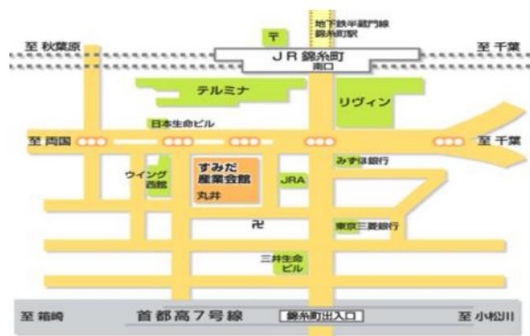 地下鉄半蔵門線
錦糸町駅
〒
至 秋葉原
JR錦糸町
南口
至 千葉
テルミナ
リヴィン
日本生命ビル
至 両国
至 千葉
みずほ銀行
ウイング
西館
すみだ
産業会館
丸井
JRA
卍
東京三菱銀行
三井生命
ビル
至 箱崎
首都高7号線
錦糸町出入口
至 小松川